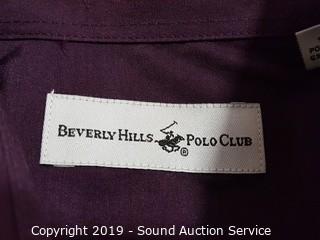 BEVERLY HILLS POLO CLUB
®
Copyright 2019 - Sound Auction Service